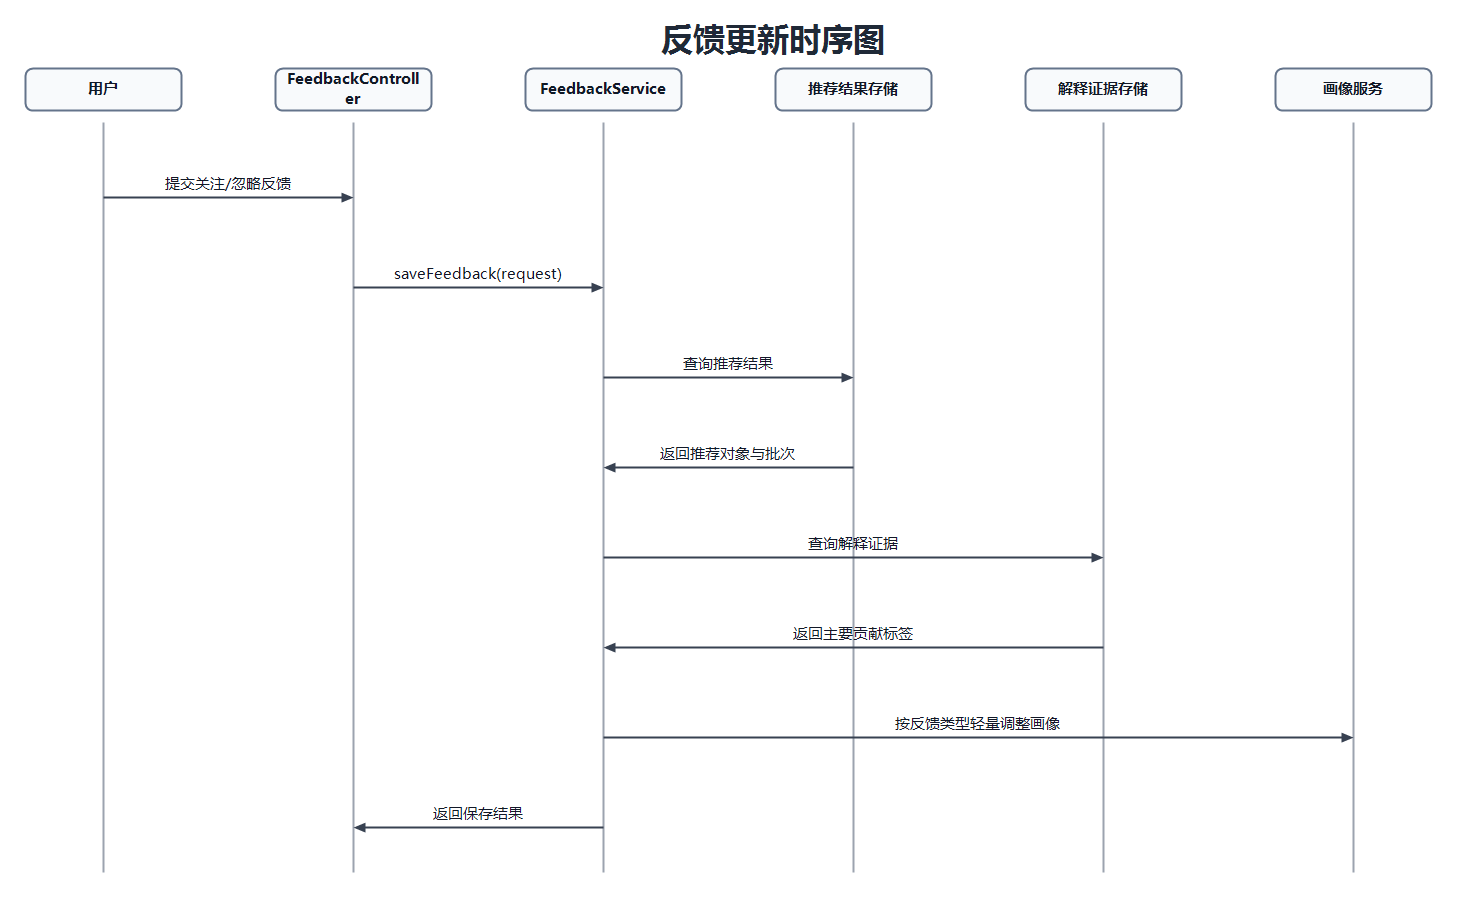 反馈更新时序图
用户
FeedbackControll
er
FeedbackService
推荐结果存储
解释证据存储
画像服务
提交关注/忽略反馈
saveFeedback(request)
查询推荐结果
返回推荐对象与批次
查询解释证据
返回主要贡献标签
按反馈类型轻量调整画像
返回保存结果